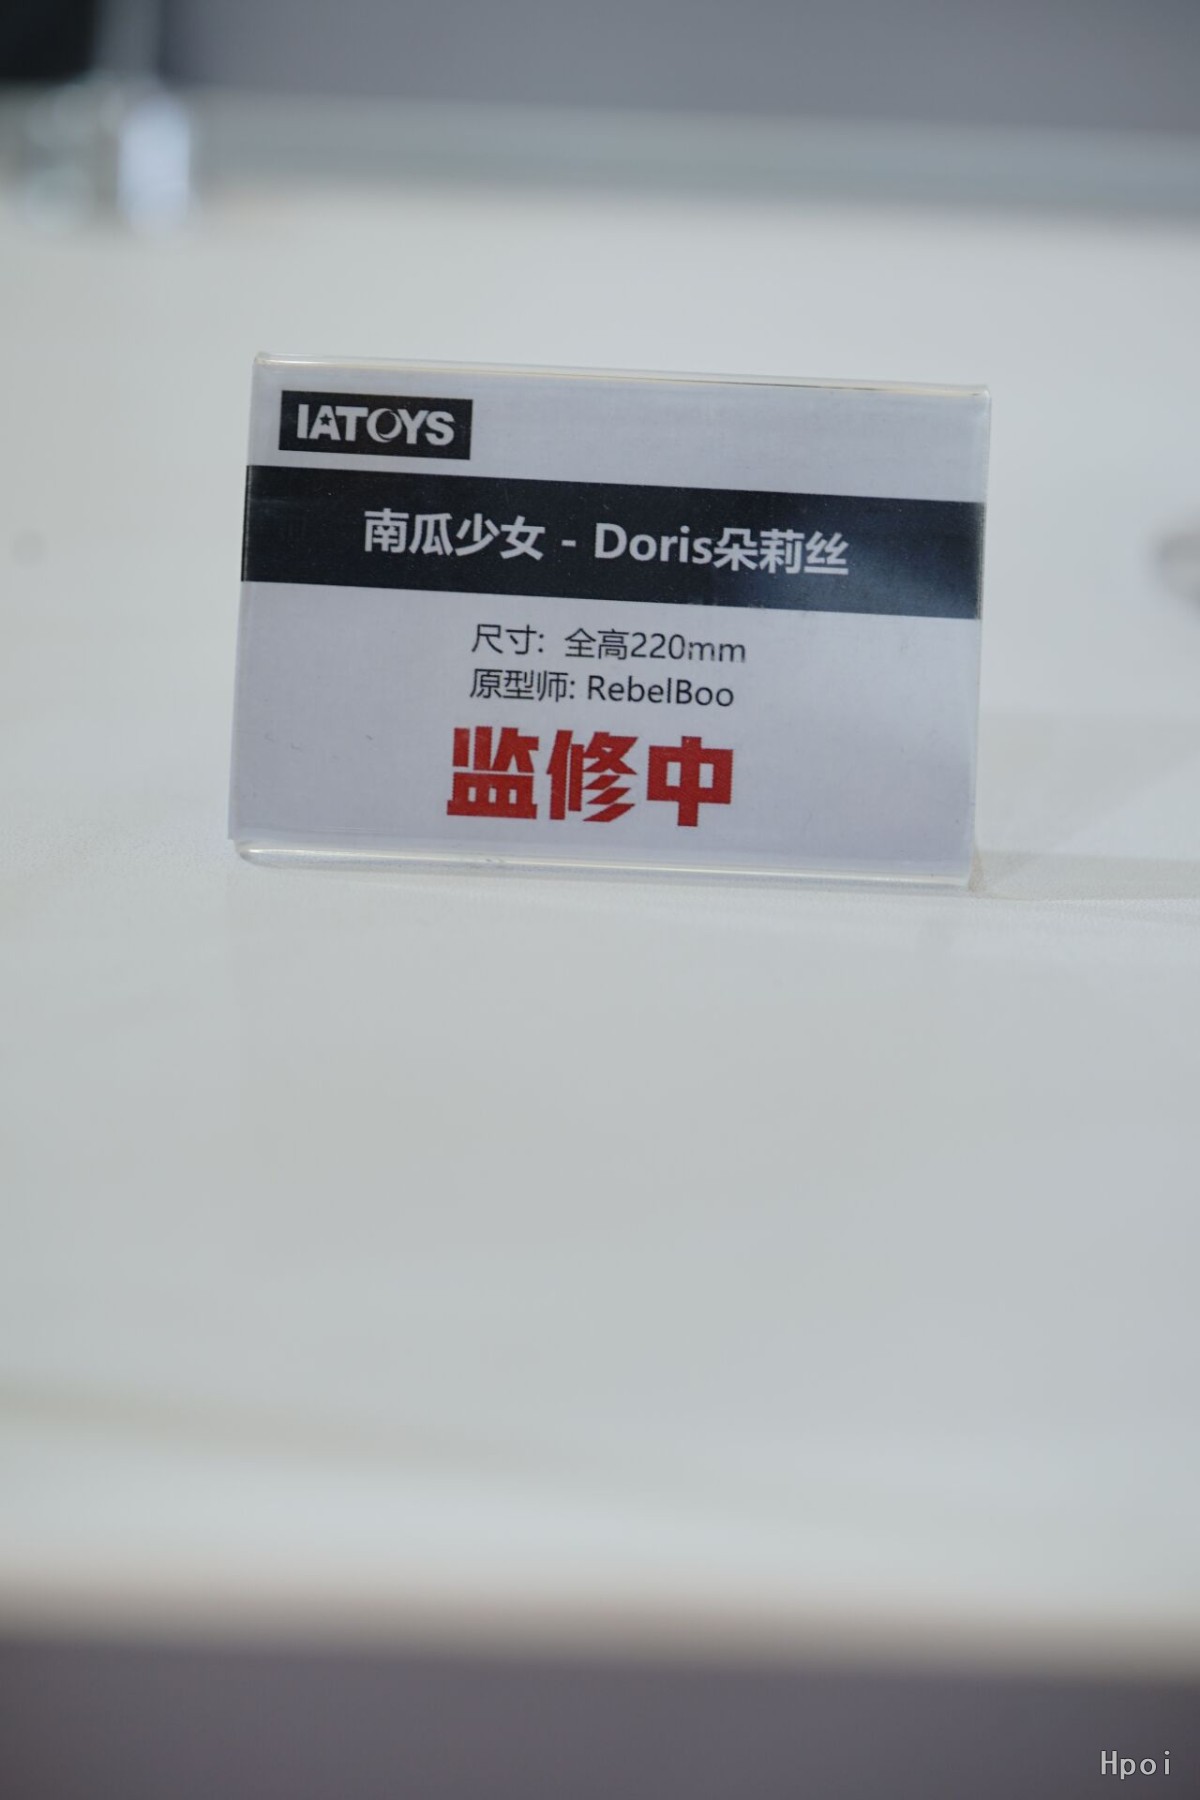 IATOYS
南瓜少女 - Doris朵莉丝
尺寸: 全高220mm
原型师: RebelBoo
监修中
Hpoi